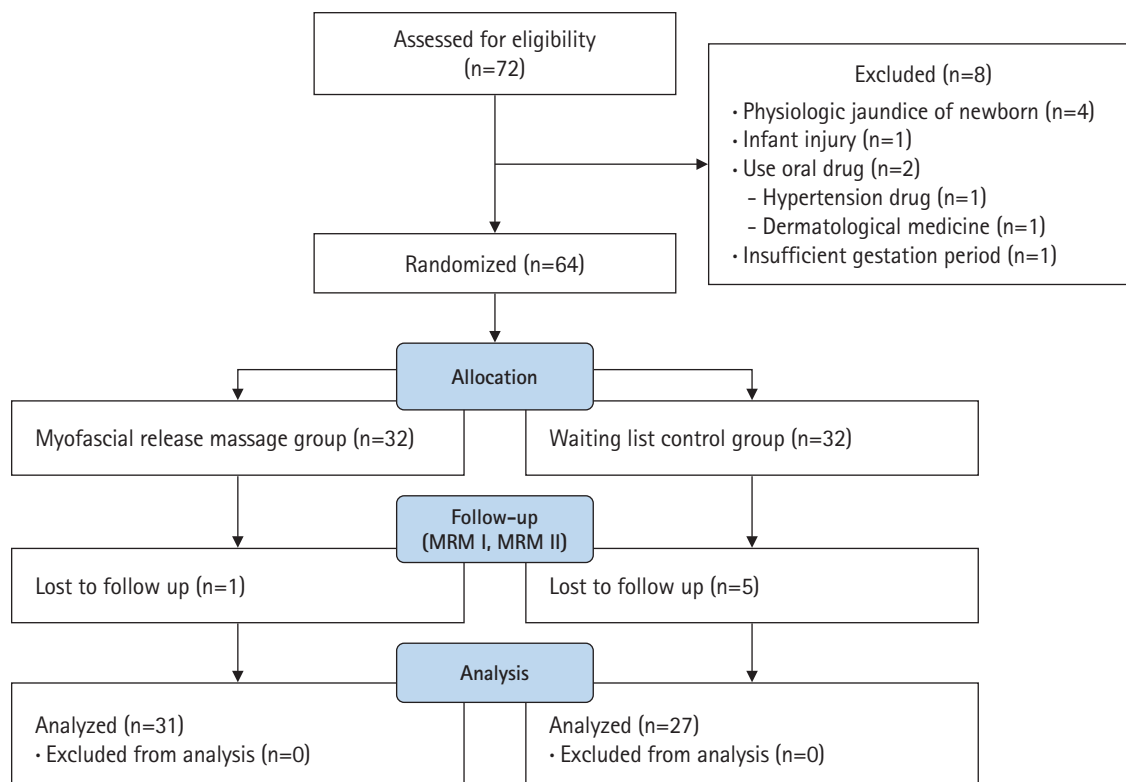 Assessed for eligibility
(n=72)
Excluded (n=8)
· Physiologic jaundice of newborn (n=4)
· Infant injury (n=1)
· Use oral drug (n=2)
– Hypertension drug (n=1)
– Dermatological medicine (n=1)
· Insufficient gestation period (n=1)
Randomized (n=64)
Allocation
Myofascial release massage group (n=32)
Waiting list control group (n=32)
Follow-up
(MRM I, MRM II)
Lost to follow up (n=1)
Lost to follow up (n=5)
Analysis
Analyzed (n=31)
· Excluded from analysis (n=0)
Analyzed (n=27)
· Excluded from analysis (n=0)